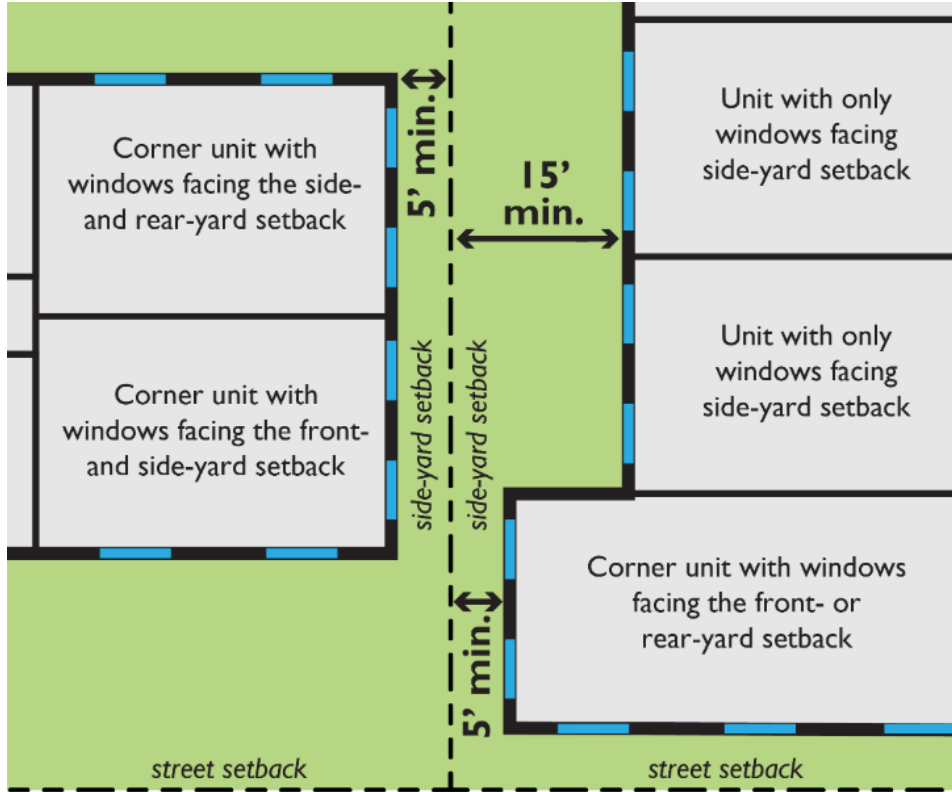 Corner unit with
windows facing the side-
and rear-yard setback
Corner unit with
windows facing the front-
and side-yard setback
5' min.
side-yard setback
side-yard setback
15'
min.
Unit with only
windows facing
side-yard setback
Unit with only
windows facing
side-yard setback
Corner unit with windows
facing the front- or
rear-yard setback
5' min.
street setback
street setback